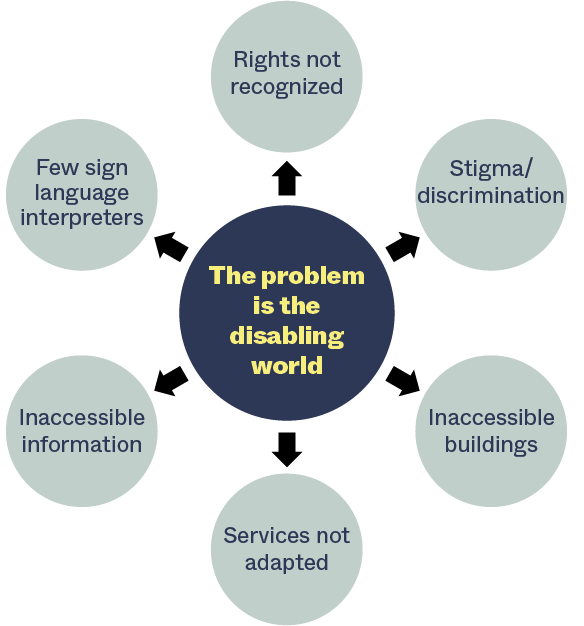 Rights not
recognized
Stigma/
discrimination
Few sign
language
interpreters
The problem
is the
disabling
world
Inaccessible
information
Inaccessible
buildings
Services not
adapted